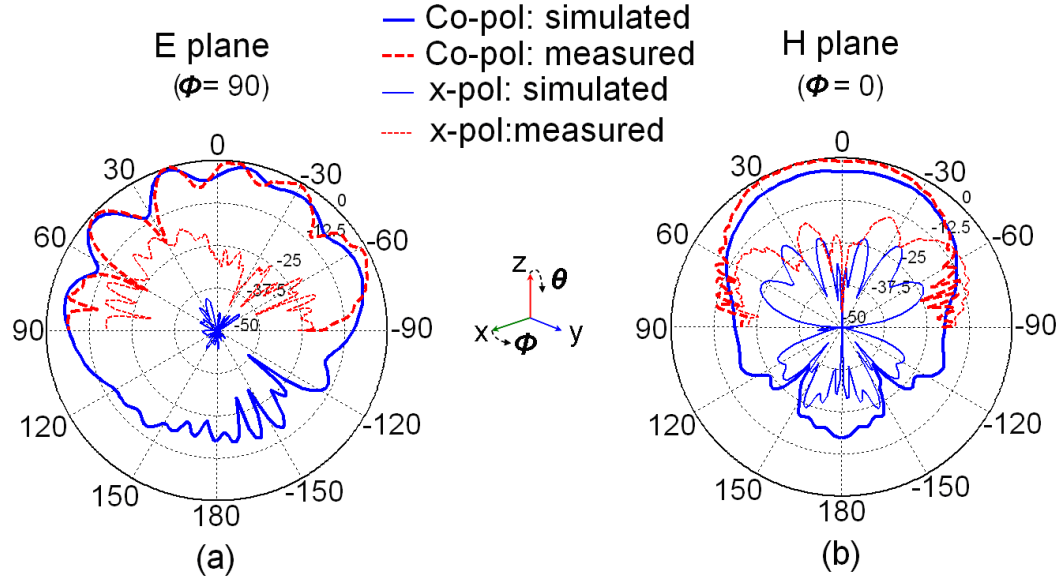 Co-pol: simulated
Co-pol: measured
x-pol: simulated
x-pol:measured
E plane
(Φ= 90)
H plane
(Φ = 0)
0
30
-30
60
-60
90
-90
120
-120
150
-150
180
0
-12.5
-25
-37.5
-50
(a)
z
θ
x
y
Φ
0
30
-30
60
-60
90
-90
120
-120
150
-150
180
0
-12.5
-25
-37.5
-50
(b)